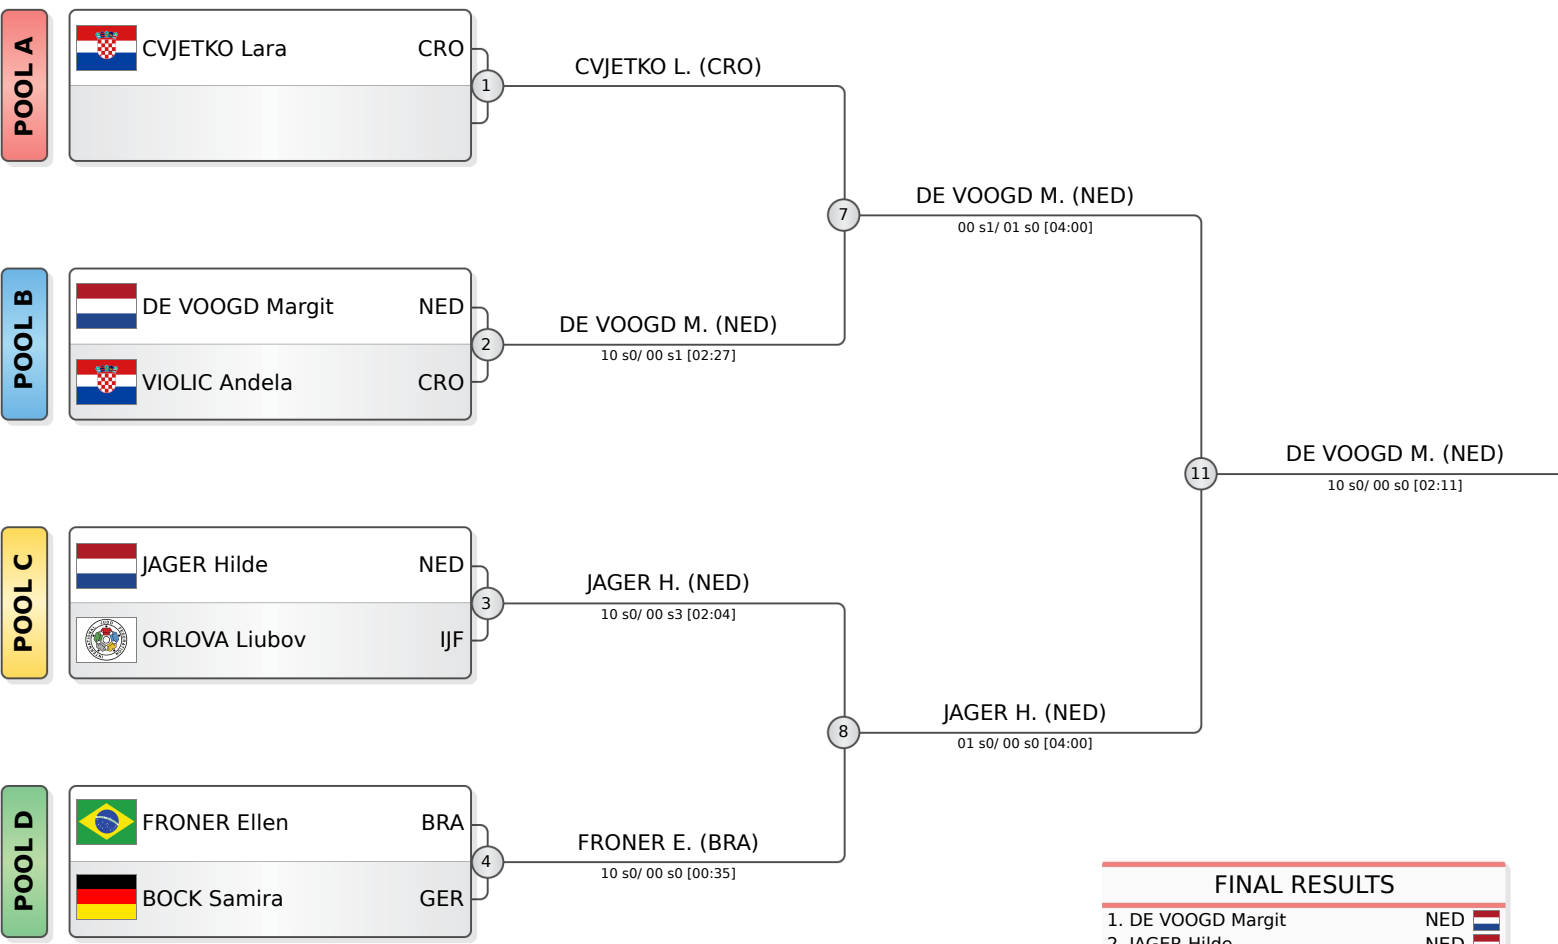 POOL A
CVJETKO Lara CRO
1
CVJETKO L. (CRO)
7
DE VOOGD M. (NED)
00 s1/ 01 s0 [04:00]
POOL B
DE VOOGD Margit NED
VIOLIC Andela CRO
2
DE VOOGD M. (NED)
10 s0/ 00 s1 [02:27]
11
DE VOOGD M. (NED)
10 s0/ 00 s0 [02:11]
POOL C
JAGER Hilde NED
ORLOVA Liubov IJF
3
JAGER H. (NED)
10 s0/ 00 s3 [02:04]
8
JAGER H. (NED)
01 s0/ 00 s0 [04:00]
POOL D
FRONER Ellen BRA
BOCK Samira GER
4
FRONER E. (BRA)
10 s0/ 00 s0 [00:35]
FINAL RESULTS
1. DE VOOGD Margit NED
2. JAGER Hilde NED